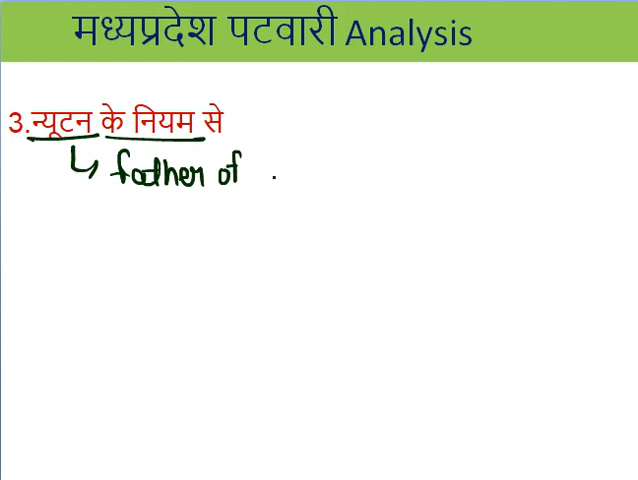 मध्यप्रदेश पटवारी Analysis
3.न्यूटन के नियम से
father of